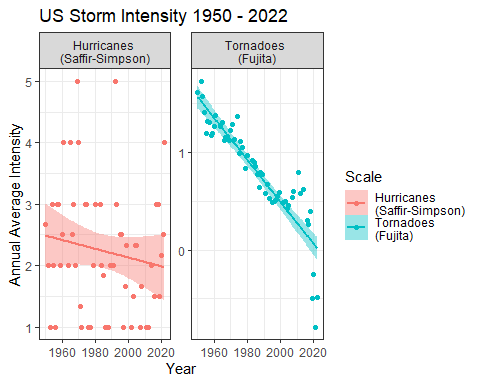 US Storm Intensity 1950 - 2022
Hurricanes
(Saffir-Simpson)
Tornadoes
(Fujita)
Annual Average Intensity
5
4
3
2
1
1
0
1960 1980 2000 2020
1960 1980 2000 2020
Year
Scale
Hurricanes
(Saffir-Simpson)
Tornadoes
(Fujita)